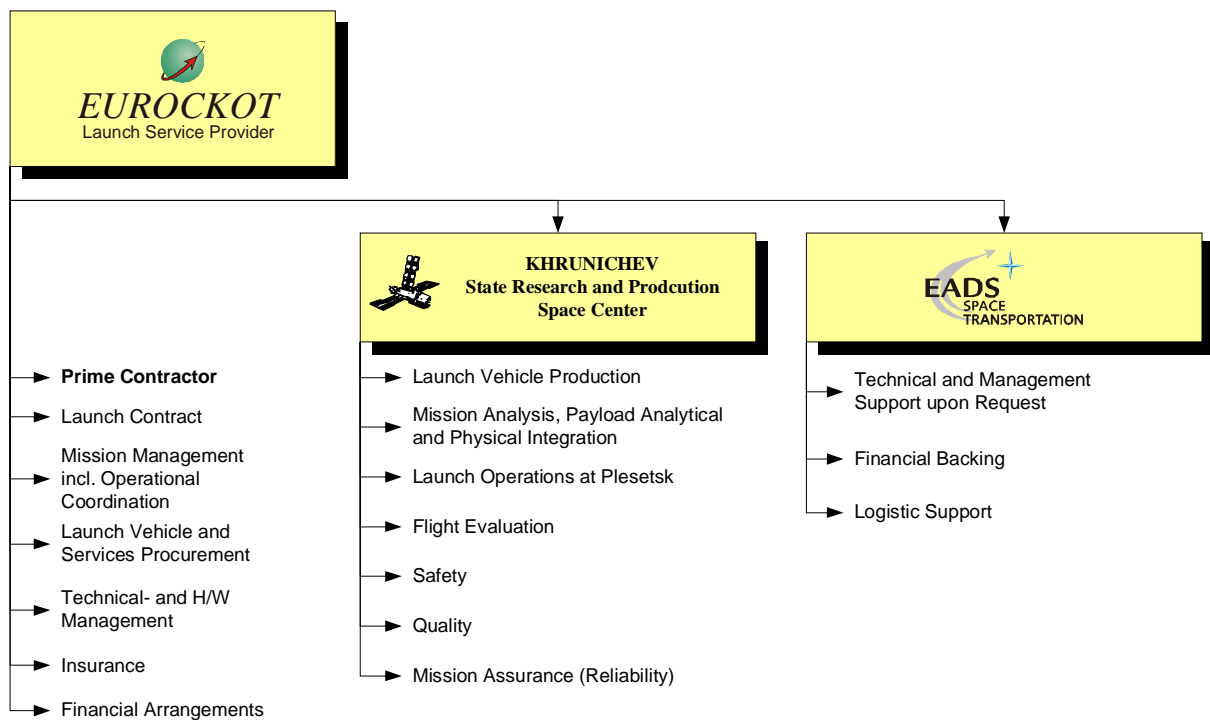 EUROCKOT
Launch Service Provider
KHRUNICHEV
State Research and Prodcution
Space Center
EADS
SPACE
TRANSPORTATION
Prime Contractor
Launch Contract
Mission Management
incl. Operational
Coordination
Launch Vehicle and
Services Procurement
Technical- and H/W
Management
Insurance
Financial Arrangements
Launch Vehicle Production
Mission Analysis, Payload Analytical
and Physical Integration
Launch Operations at Plesetsk
Flight Evaluation
Safety
Quality
Mission Assurance (Reliability)
Technical and Management
Support upon Request
Financial Backing
Logistic Support